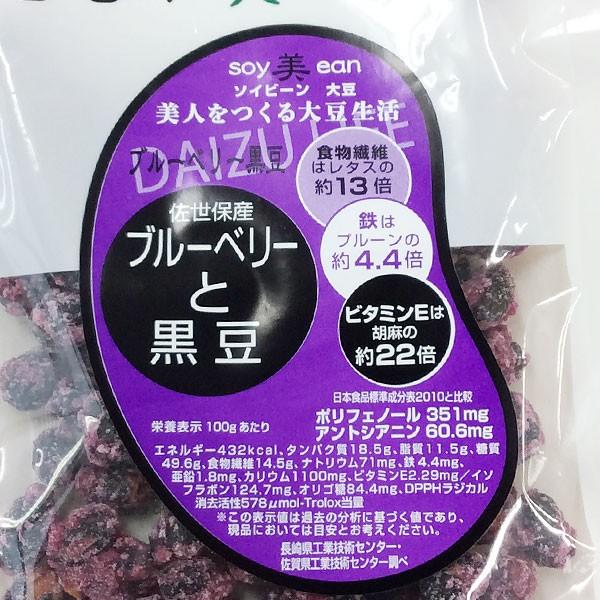 soy美ean
ソイビーン 大豆
美人をつくる大豆生活
DAIZU LIFE
ブル〜ベリ〜黒豆
食物繊維
はレタスの
約13倍
佐世保産
ブルーベリー
と
黒豆
鉄は
プルーンの
約4.4倍
ビタミンEは
胡麻の
約22倍
日本食品標準成分表2010と比較
栄養表示 100gあたり
ポリフェノール 351mg
アントシアニン 60.6mg
エネルギー432kcal、タンパク質18.5g、脂質11.5g、糖質
49.6g、食物繊維14.5g、ナトリウム71mg、鉄4.4mg、
亜鉛1.8mg、カリウム1100mg、ビタミンE2.29mg/イソ
フラボン124.7mg、オリゴ糖84.4mg、DPPHラジカル
消去活性578μmol-Trolox当量
※この表示値は過去の分析に基づく値であり、
現品においては目安とお考えください。
長崎県工業技術センター・
佐賀県工業技術センター調べ